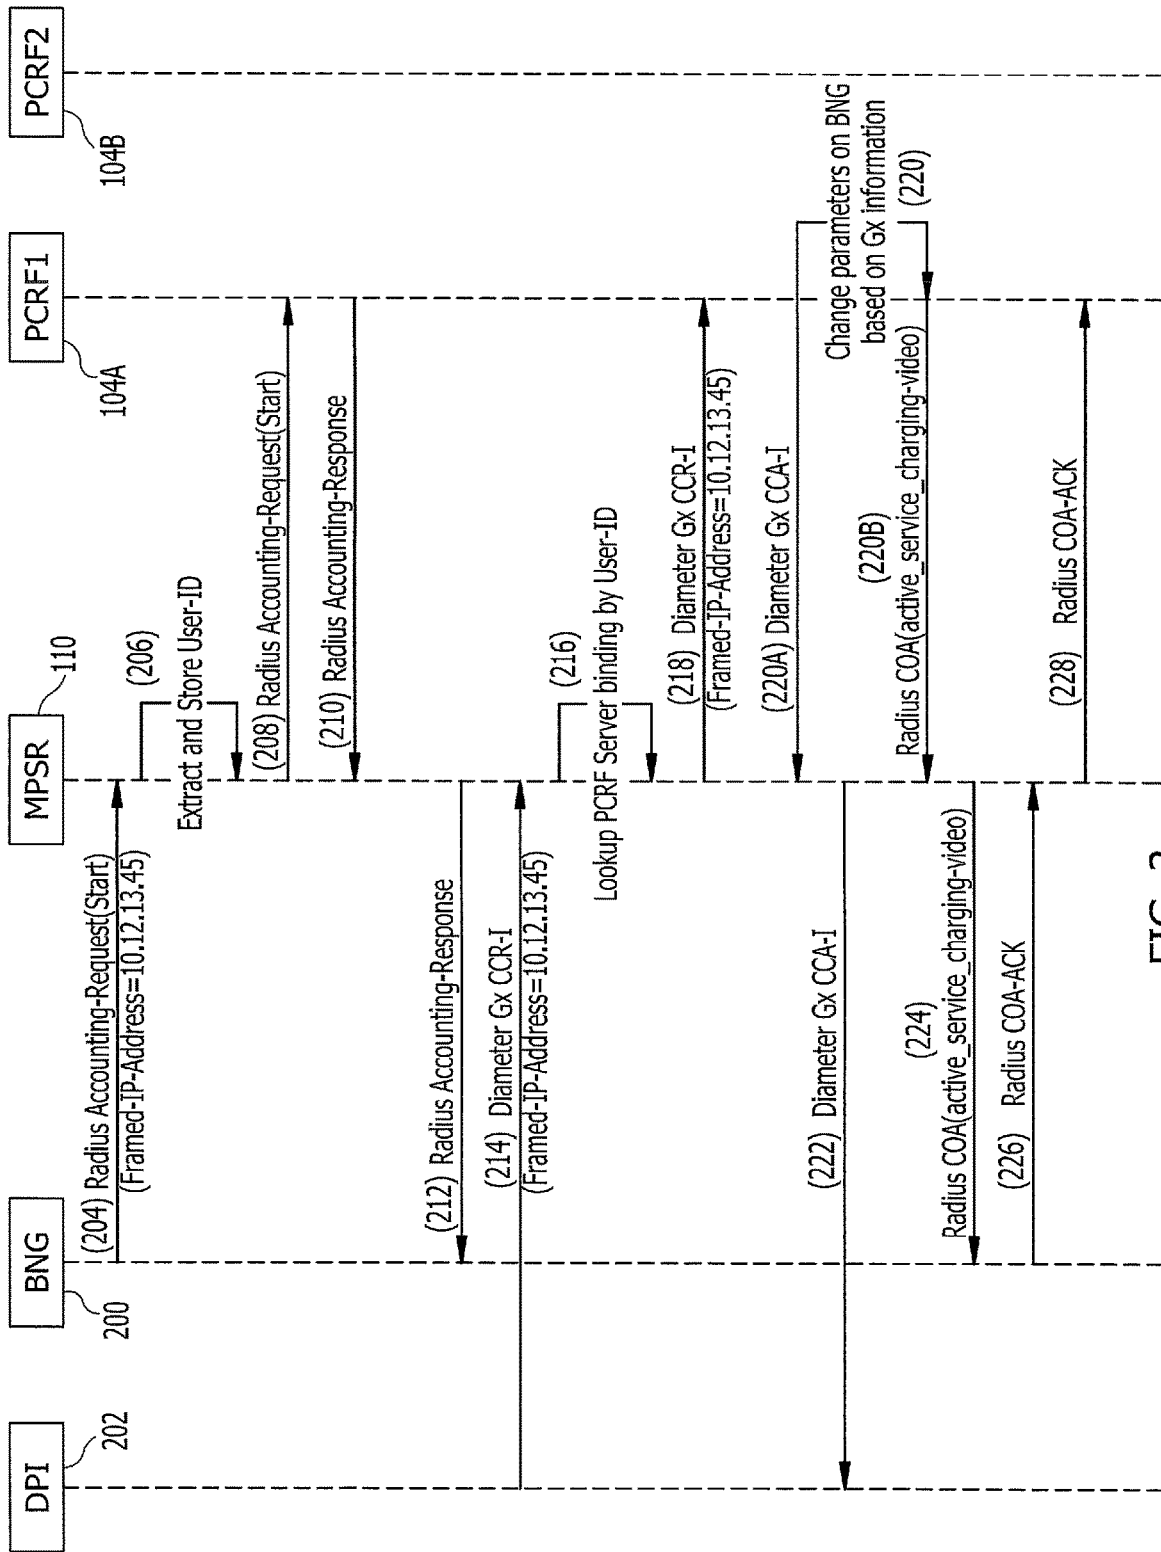 DPI
202
BNG
200
MPSR
110
PCRF1
104A
PCRF2
104B
(204) Radius Accounting-Request(Start)
(Framed-IP-Address=10.12.13.45)
(206)
Extract and Store User-ID
(208) Radius Accounting-Request(Start)
(210) Radius Accounting-Response
(212) Radius Accounting-Response
(214) Diameter Gx CCR-I
(Framed-IP-Address=10.12.13.45)
(216)
Lookup PCRF Server binding by User-ID
(218) Diameter Gx CCR-I
(Framed-IP-Address=10.12.13.45)
(220A) Diameter Gx CCA-I
Change parameters on BNG
based on Gx information
(220)
(222) Diameter Gx CCA-I
(220B)
Radius COA(active_service_charging-video)
(224)
Radius COA(active_service_charging-video)
(226) Radius COA-ACK
(228) Radius COA-ACK
FIG.